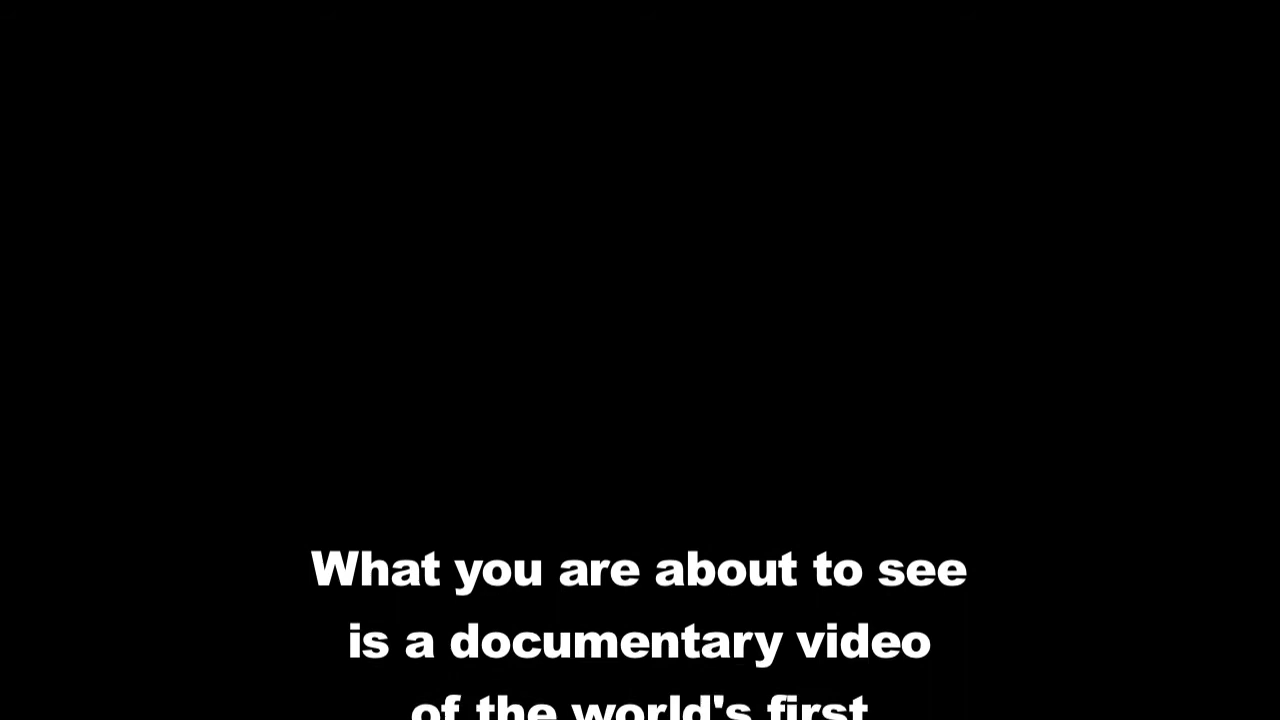 What you are about to see
is a documentary video
of the world's first